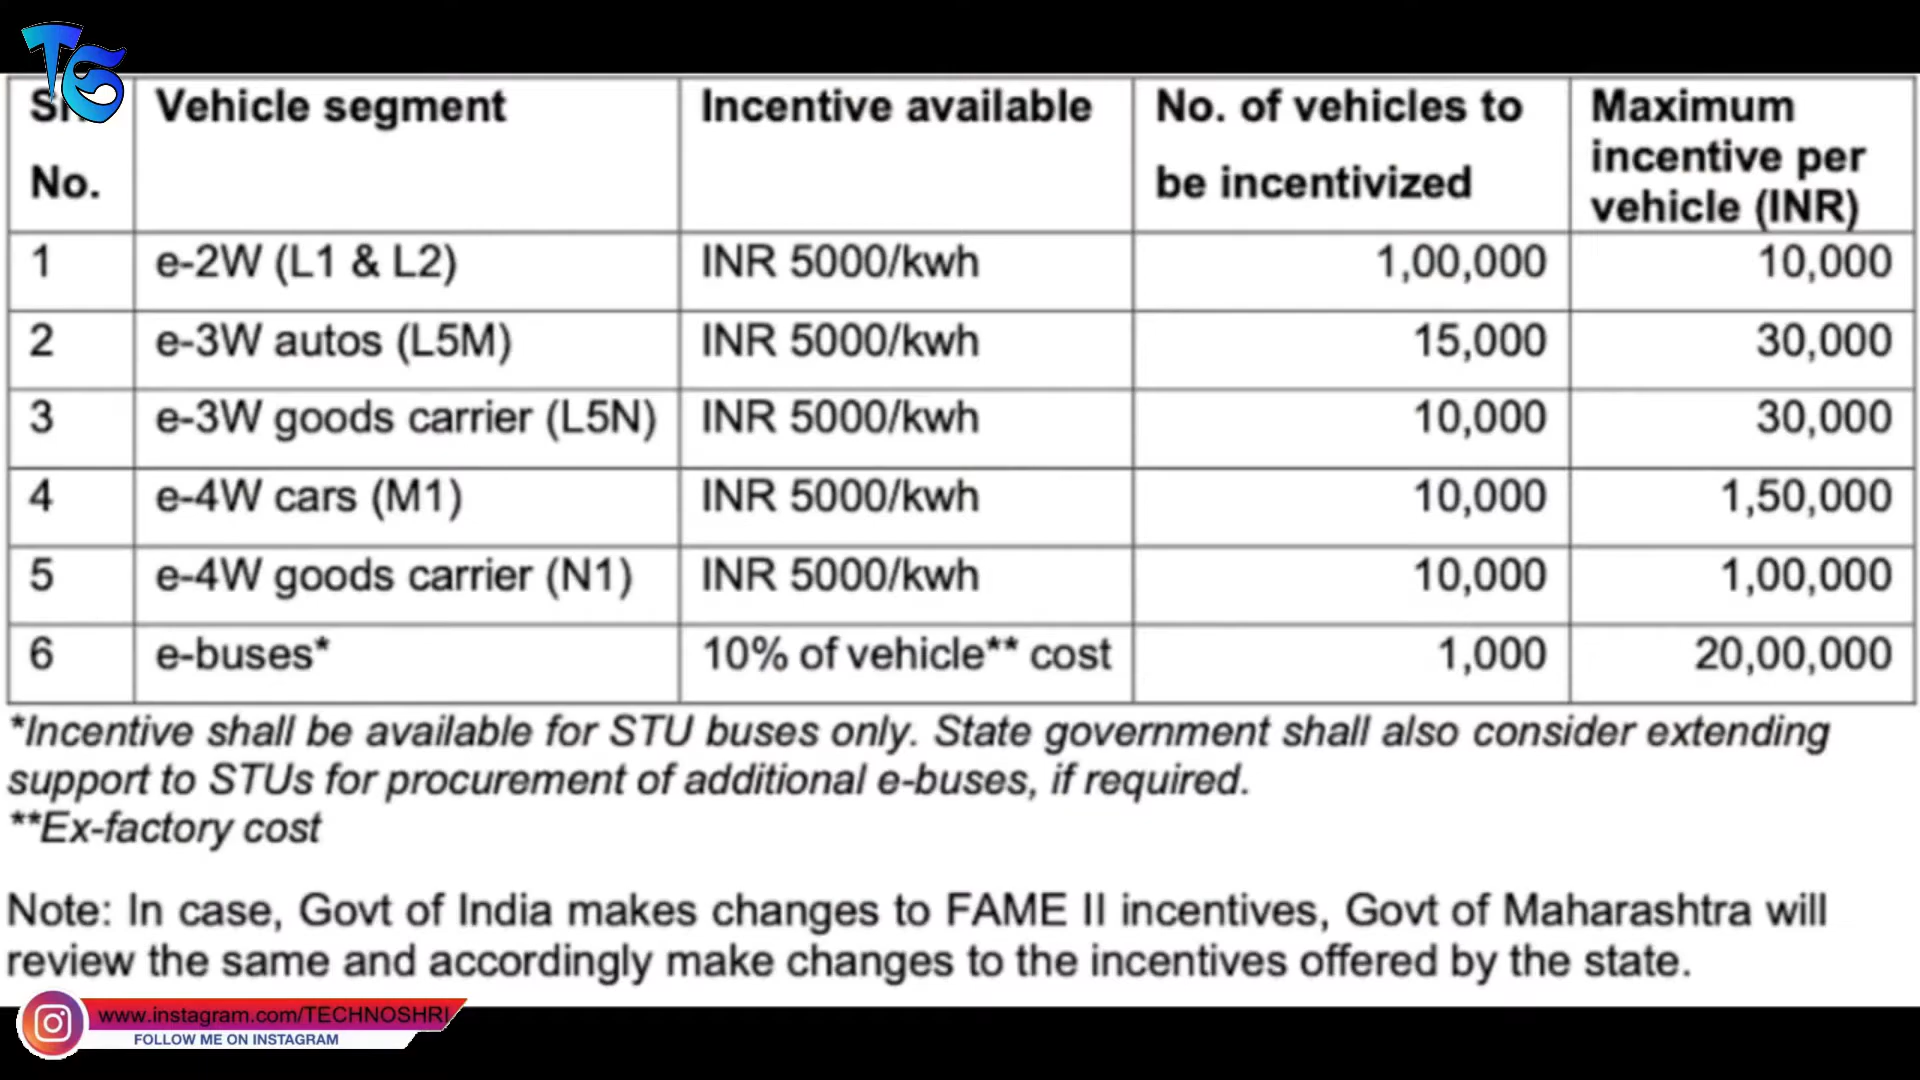 TS
Sr. Vehicle segment Incentive available No. of vehicles to be incentivized Maximum incentive per vehicle (INR)
No.
1 e-2W (L1 & L2) INR 5000/kwh 1,00,000 10,000
2 e-3W autos (L5M) INR 5000/kwh 15,000 30,000
3 e-3W goods carrier (L5N) INR 5000/kwh 10,000 30,000
4 e-4W cars (M1) INR 5000/kwh 10,000 1,50,000
5 e-4W goods carrier (N1) INR 5000/kwh 10,000 1,00,000
6 e-buses* 10% of vehicle** cost 1,000 20,00,000
*Incentive shall be available for STU buses only. State government shall also consider extending
support to STUs for procurement of additional e-buses, if required.
**Ex-factory cost
Note: In case, Govt of India makes changes to FAME II incentives, Govt of Maharashtra will
review the same and accordingly make changes to the incentives offered by the state.
www.instagram.com/TECHNOSHRI
FOLLOW ME ON INSTAGRAM